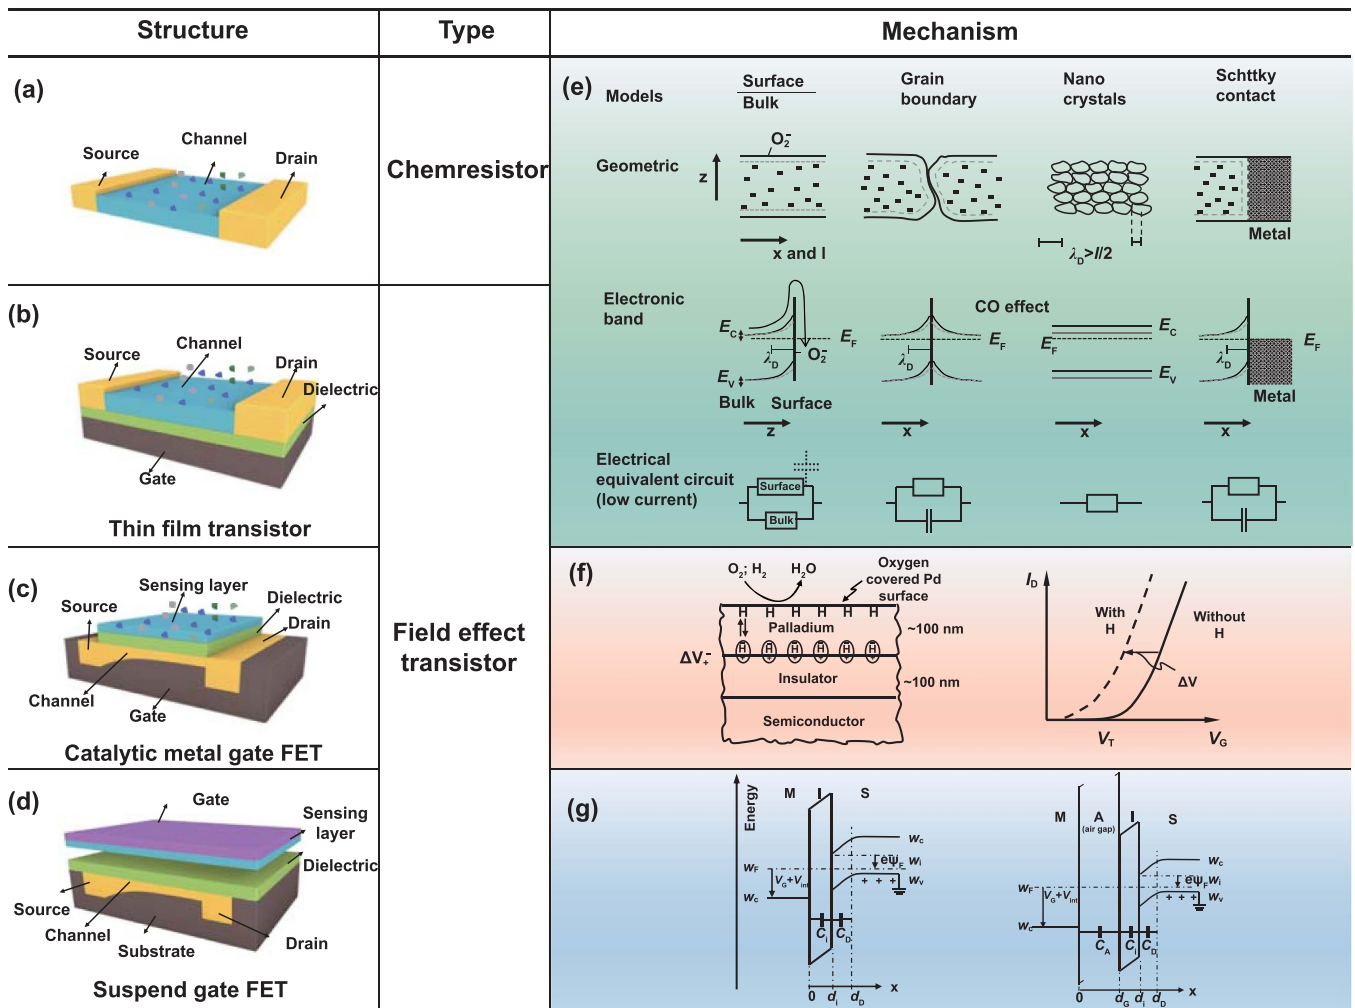 Structure
Type
Mechanism
(a)
Source
Channel
Drain
Chemresistor
(b)
Source
Channel
Drain
Dielectric
Gate
Thin film transistor
(c)
Sensing layer
Source
Dielectric
Drain
Channel
Gate
Catalytic metal gate FET
Field effect
transistor
(d)
Gate
Sensing
layer
Dielectric
Source
Channel
Substrate
Drain
Suspend gate FET
(e)
Models
Surface
Bulk
Grain
boundary
Nano
crystals
Schttky
contact
Geometric
z
O₂⁻
x and l
λD>l/2
Metal
Electronic
band
CO effect
EC
EF
λD
O₂⁻
EV
Bulk
Surface
z
λD
EF
x
EC
EF
EV
x
λD
EF
Metal
x
Electrical
equivalent circuit
(low current)
Surface
Bulk
(f)
O₂; H₂
H₂O
Oxygen
covered Pd
surface
H H H H H H
Palladium
~100 nm
ΔV+−
H H H H H H
Insulator
~100 nm
Semiconductor
ID
With
H
Without
H
ΔV
VT
VG
(g)
Energy
M
I
S
wc
wF
eψF
wi
VG+Vint
+ + +
wv
wc
Ci
CD
0
di
dD
x
M
A
(air gap)
I
S
wc
wF
eψF
wi
VG+Vint
+ + +
wv
wc
CA
Ci
CD
0
dG
di
dD
x